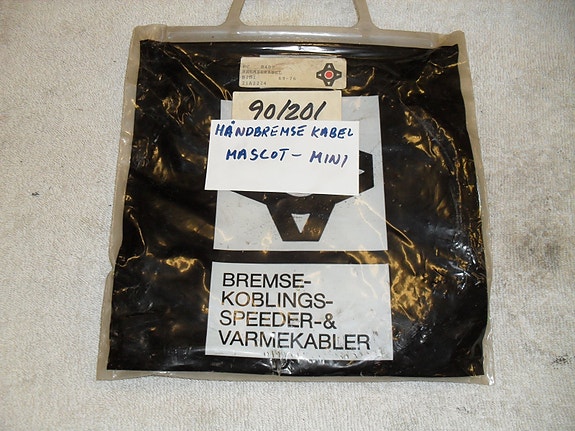 90/201
HÅNDBREMSE KABEL
MASCOT - MINI
BREMSE-
KOBLINGS-
SPEEDER-&
VARMEKABLER